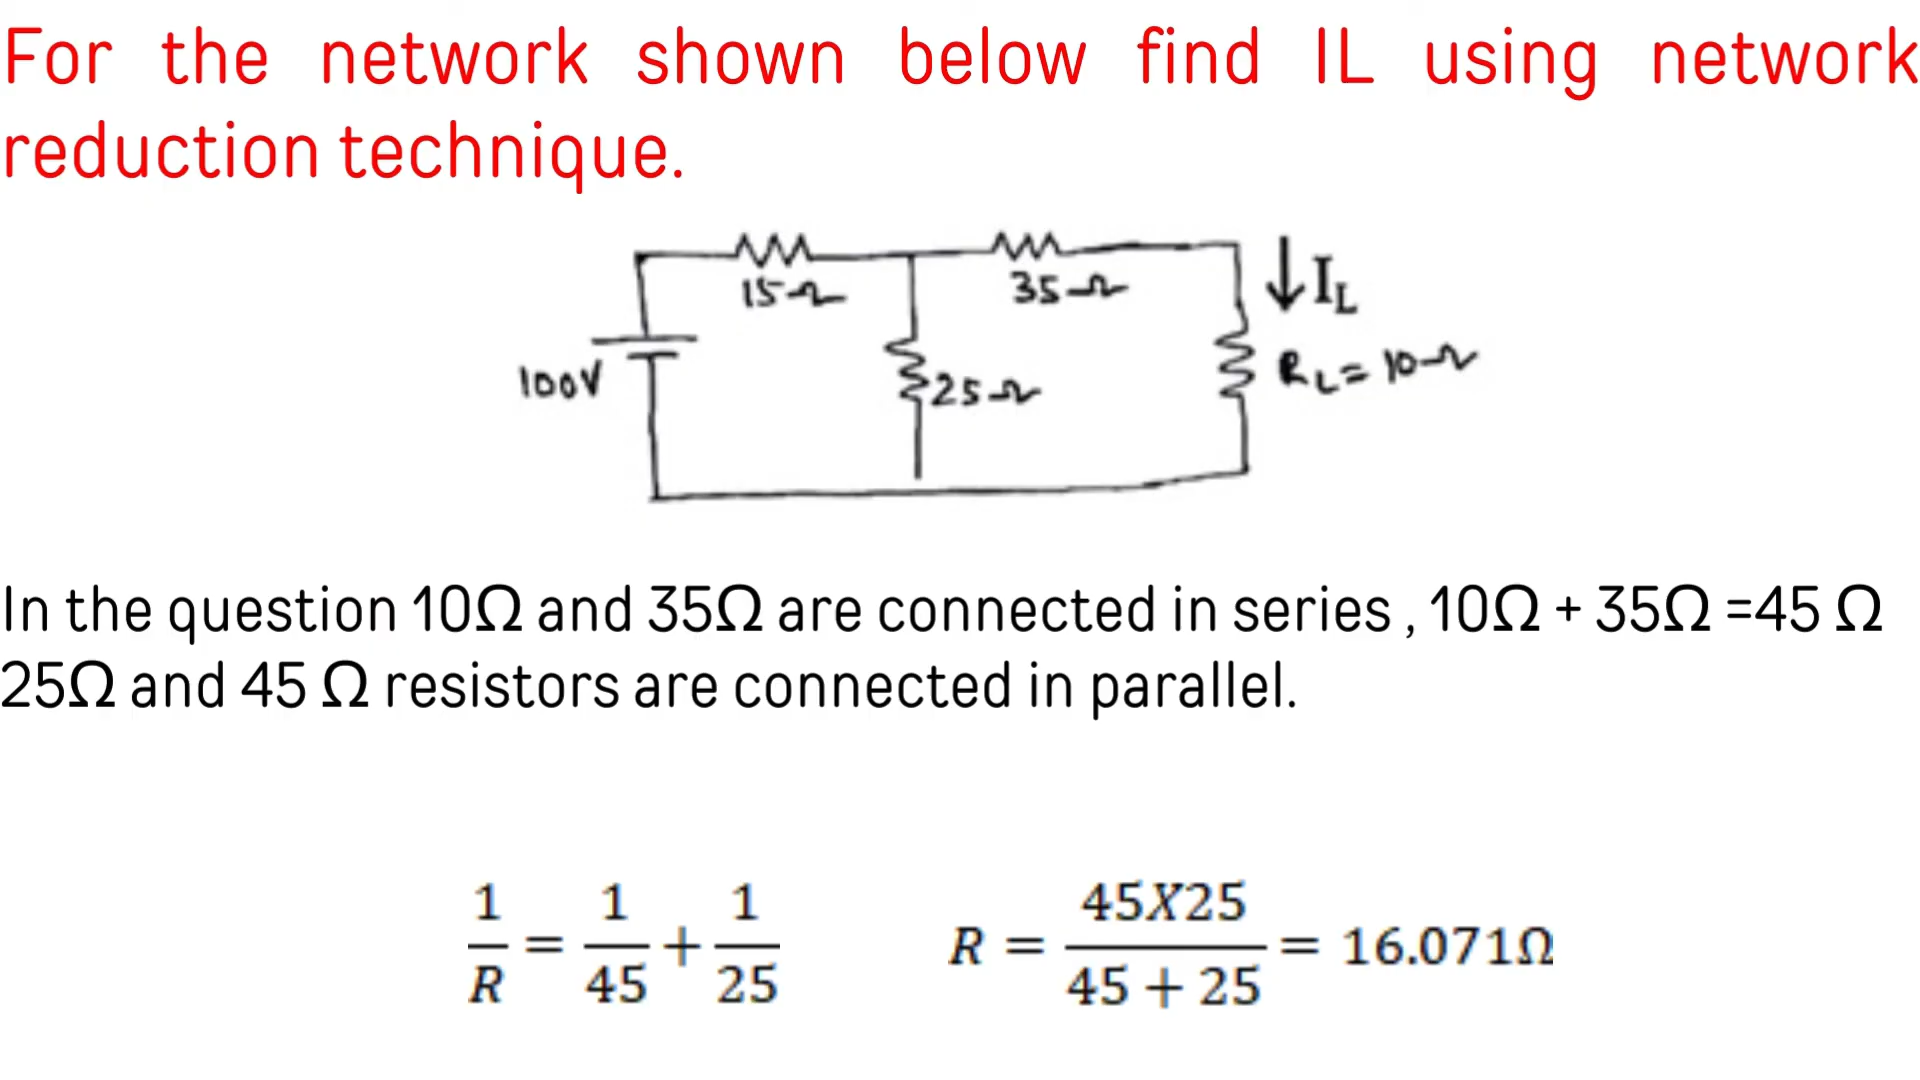 For the network shown below find IL using network
reduction technique.
15Ω
35Ω
↓IL
100V
25Ω
RL= 10Ω
In the question 10Ω and 35Ω are connected in series , 10Ω + 35Ω =45 Ω
25Ω and 45 Ω resistors are connected in parallel.
1/R = 1/45 + 1/25
R = 45X25/45 + 25 = 16.071Ω